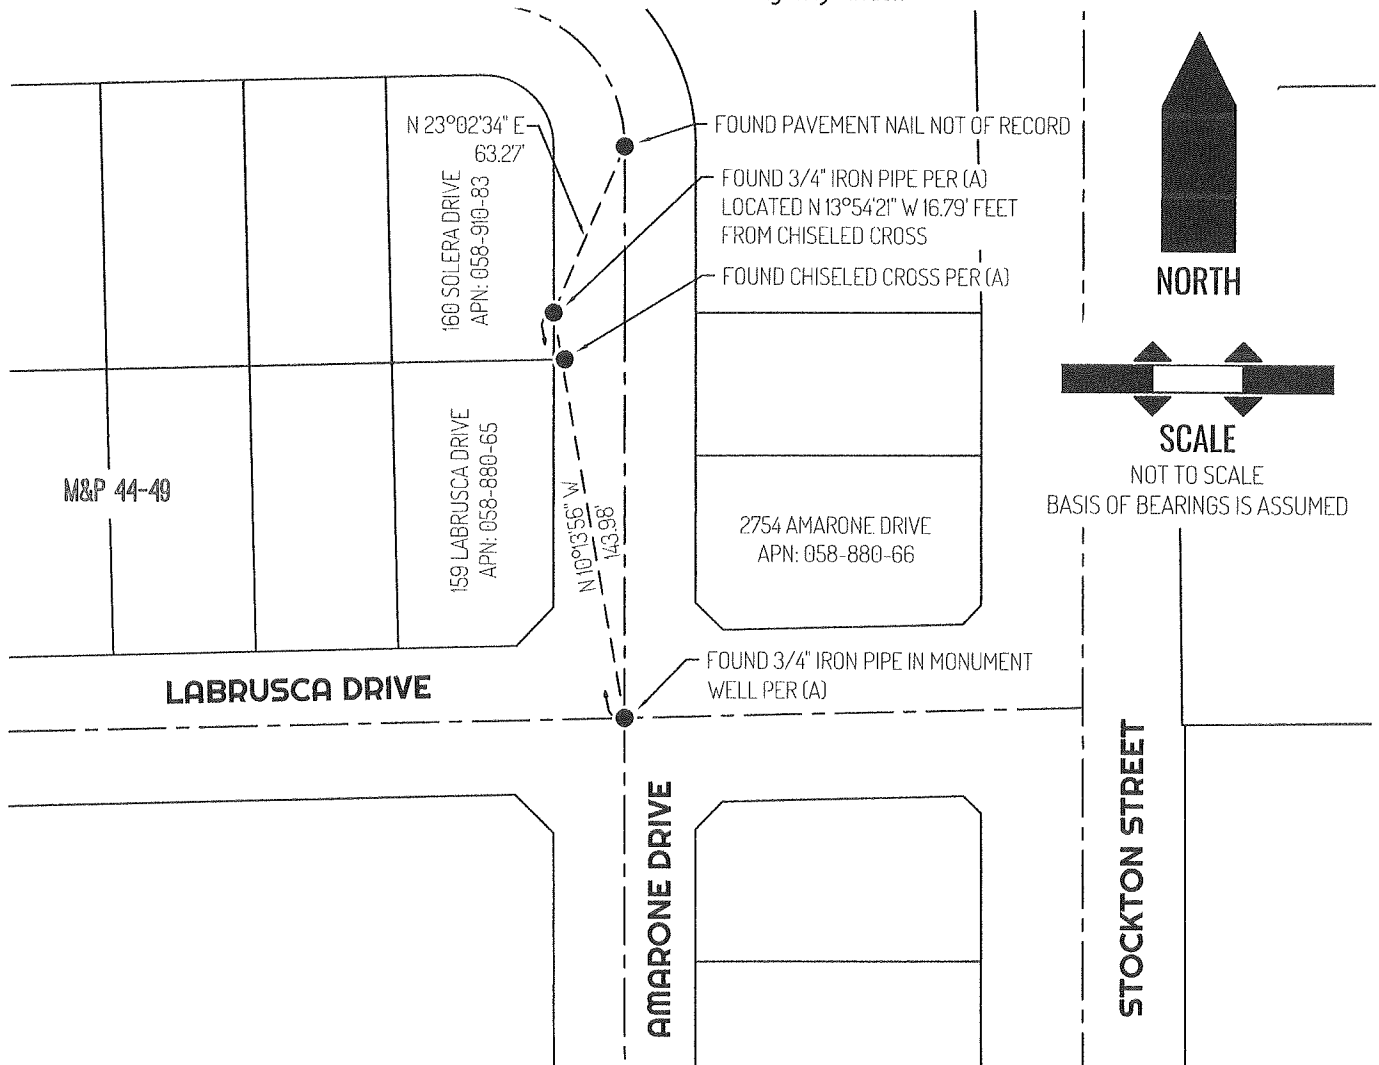 N 23°02'34" E
63.27'
FOUND PAVEMENT NAIL NOT OF RECORD
FOUND 3/4" IRON PIPE PER (A)
LOCATED N 13°54'21" W 16.79' FEET
FROM CHISELED CROSS
FOUND CHISELED CROSS PER (A)
160 SOLERA DRIVE
APN: 058-910-83
NORTH
SCALE
NOT TO SCALE
BASIS OF BEARINGS IS ASSUMED
M&P 44-49
159 LABRUSCA DRIVE
APN: 058-880-65
N 10°13'56" W
143.98'
2754 AMARONE DRIVE
APN: 058-880-66
FOUND 3/4" IRON PIPE IN MONUMENT
WELL PER (A)
LABRUSCA DRIVE
AMARONE DRIVE
STOCKTON STREET